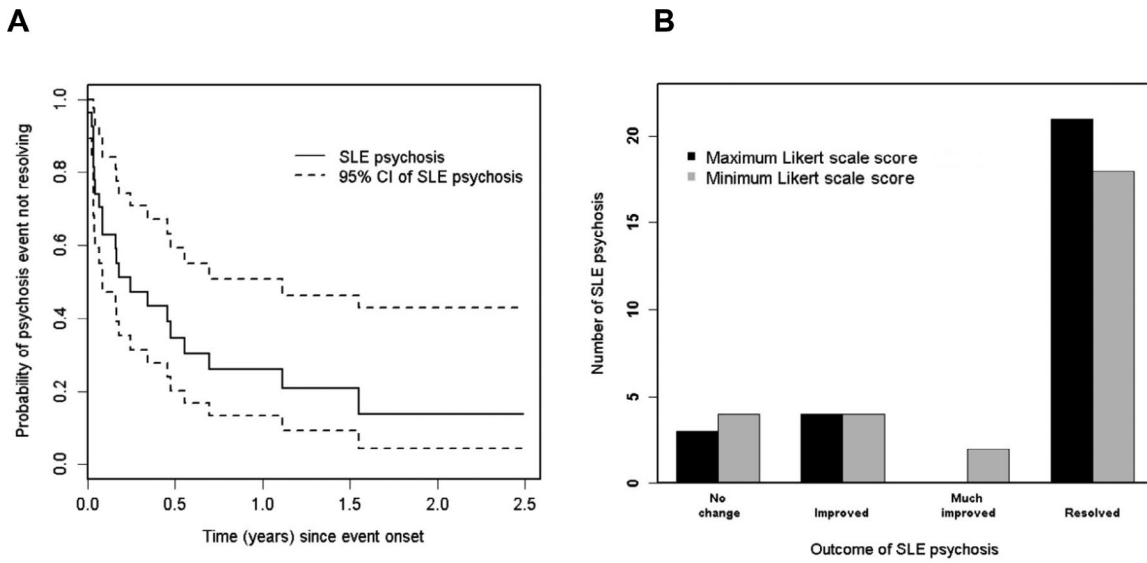 A
Probability of psychosis event not resolving
1.0
0.8
0.6
0.4
0.2
0.0
SLE psychosis
95% CI of SLE psychosis
0.0 0.5 1.0 1.5 2.0 2.5
Time (years) since event onset
B
Number of SLE psychosis
20
15
10
5
0
Maximum Likert scale score
Minimum Likert scale score
No change
Improved
Much improved
Resolved
Outcome of SLE psychosis